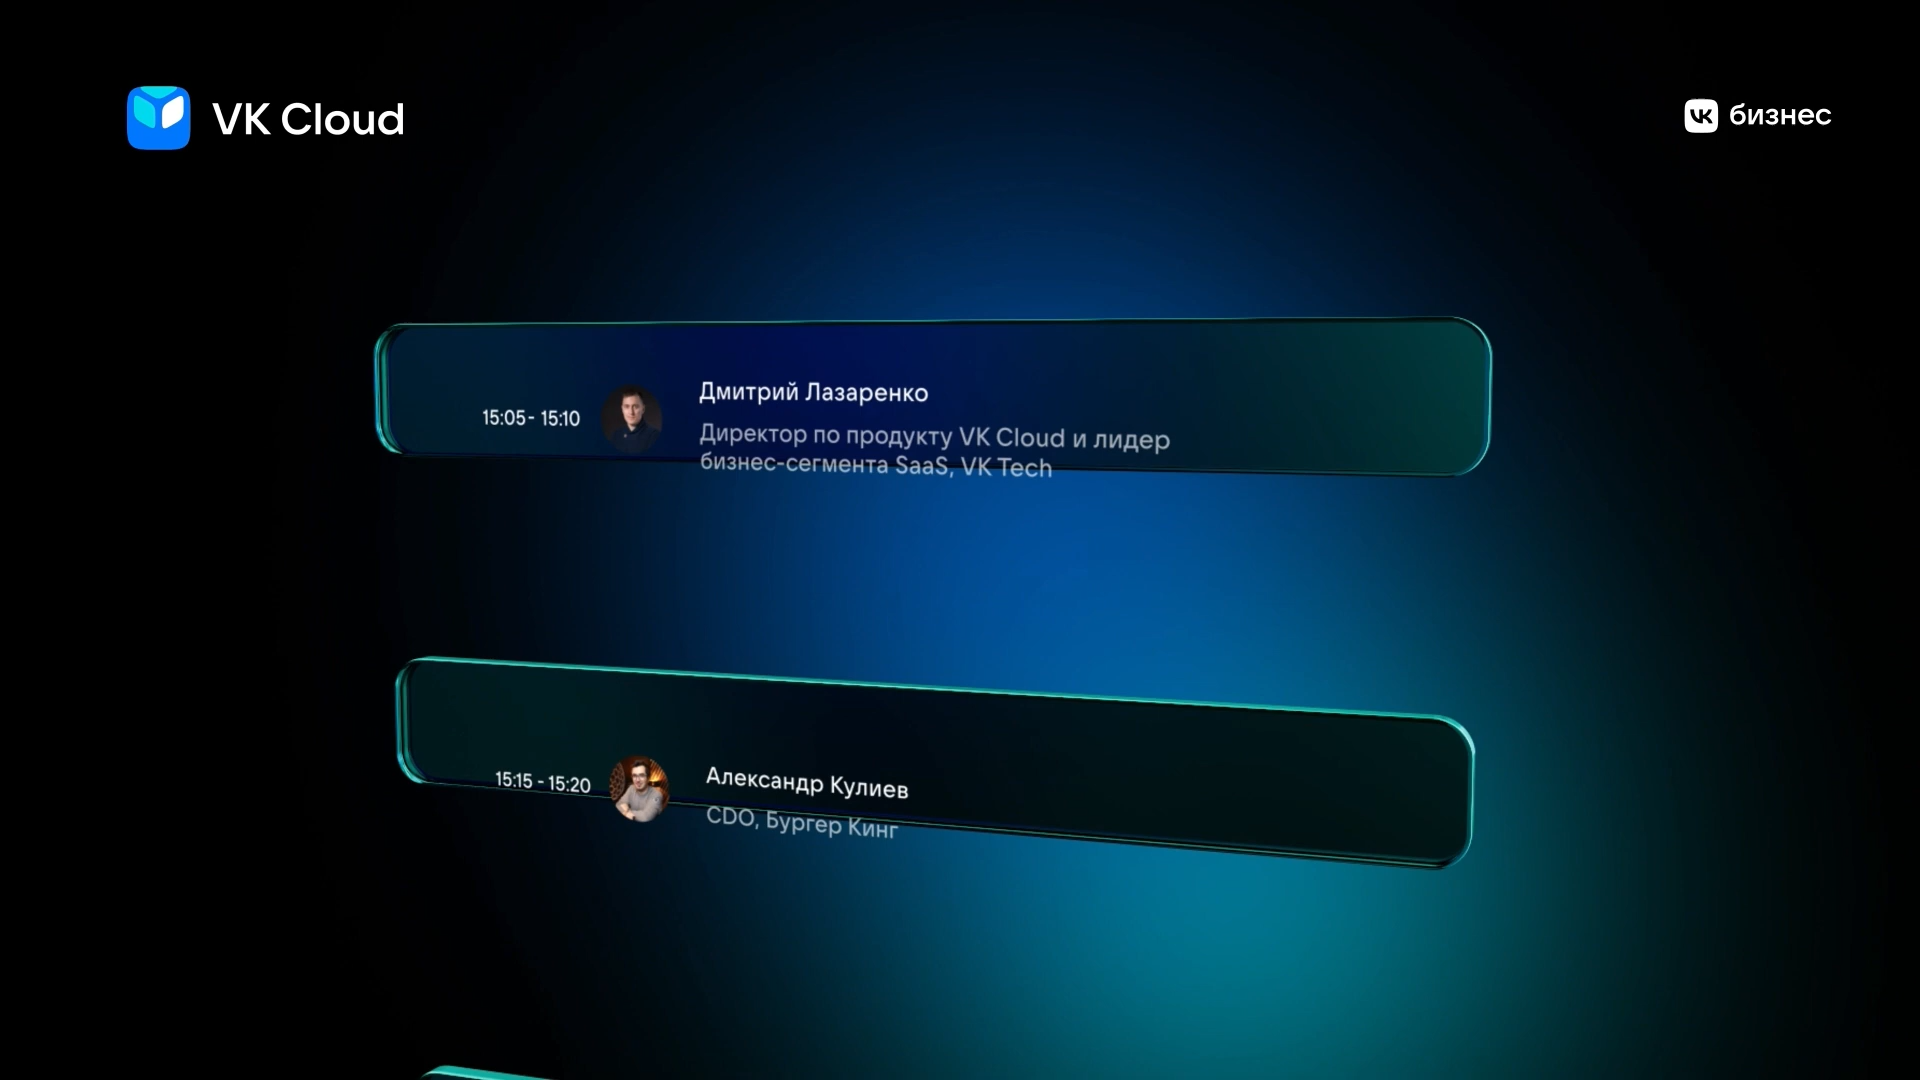 VK Cloud
VK бизнес
Дмитрий Лазаренко
15:05- 15:10
Директор по продукту VK Cloud и лидер
бизнес-сегмента SaaS, VK Tech
15:15 - 15:20
Александр Кулиев
CDO, Бургер Кинг